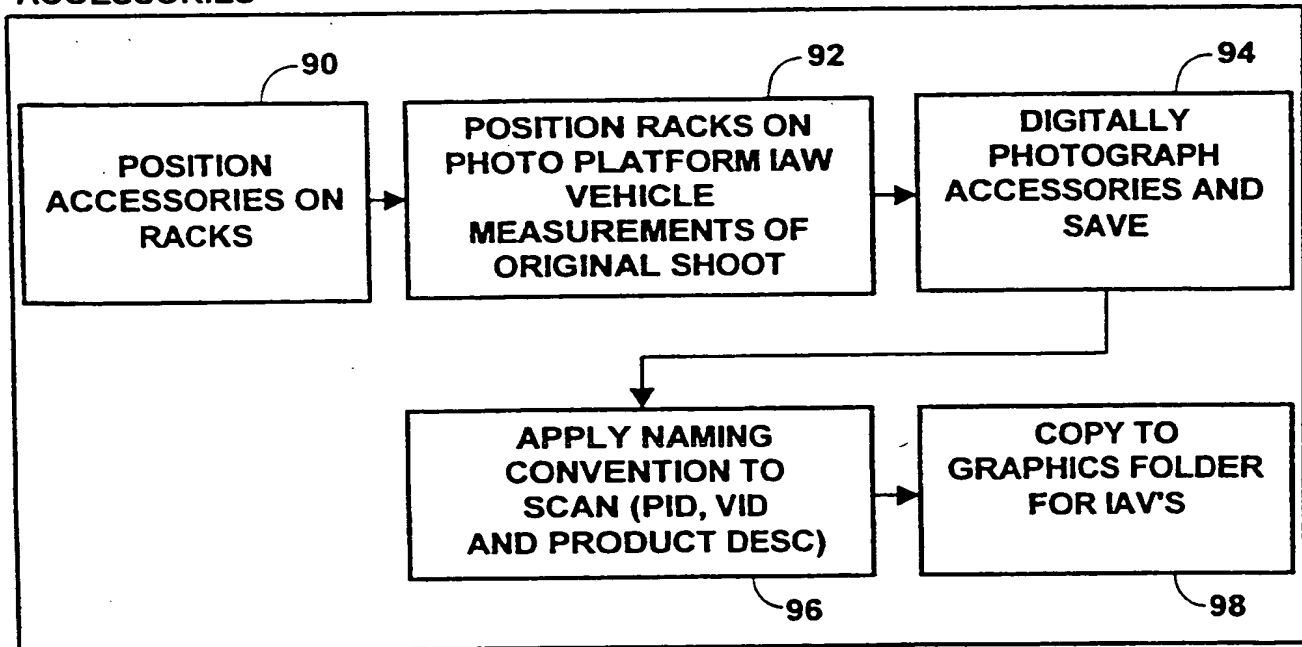 ACCESSORIES
90
POSITION
ACCESSORIES ON
RACKS
92
POSITION RACKS ON
PHOTO PLATFORM IAW
VEHICLE
MEASUREMENTS OF
ORIGINAL SHOOT
94
DIGITALLY
PHOTOGRAPH
ACCESSORIES AND
SAVE
APPLY NAMING
CONVENTION TO
SCAN (PID, VID
AND PRODUCT DESC)
96
COPY TO
GRAPHICS FOLDER
FOR IAV'S
98